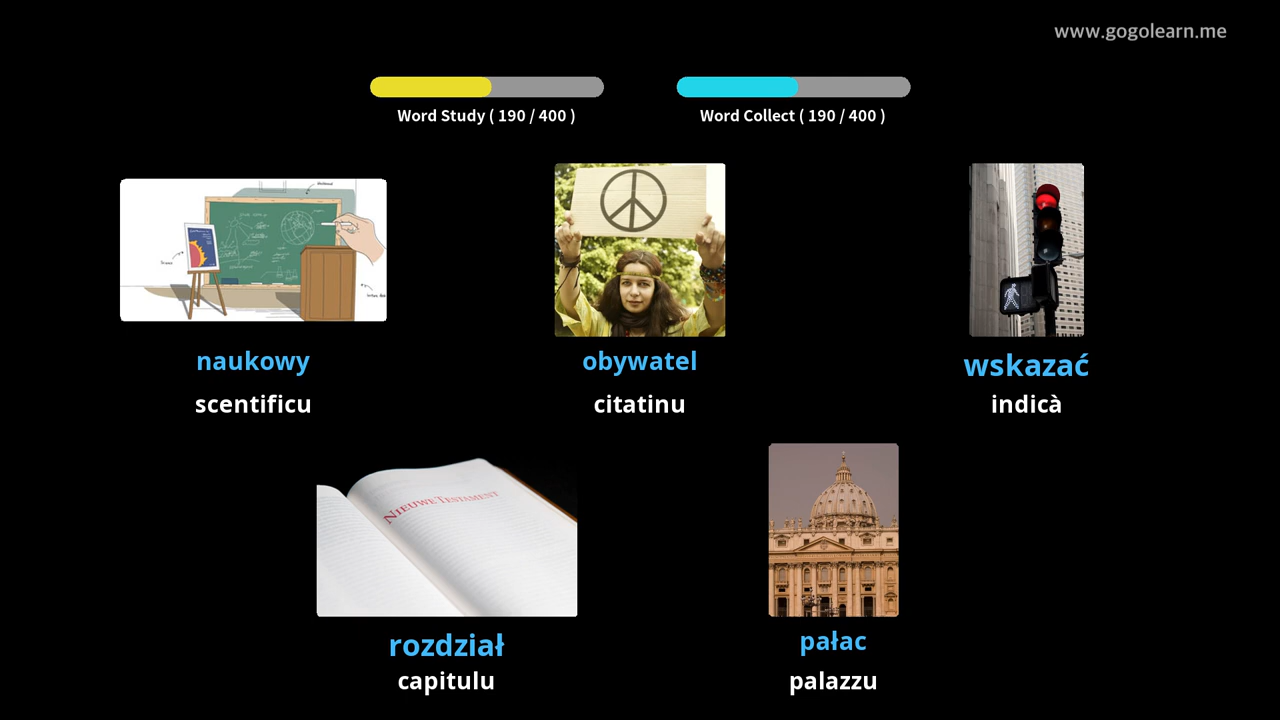 www.gogolearn.me
Word Study ( 190 / 400 )
Word Collect ( 190 / 400 )
naukowy
scentificu
obywatel
citatinu
wskazać
indicà
NIEUWE TESTAMENT
rozdział
capitulu
pałac
palazzu